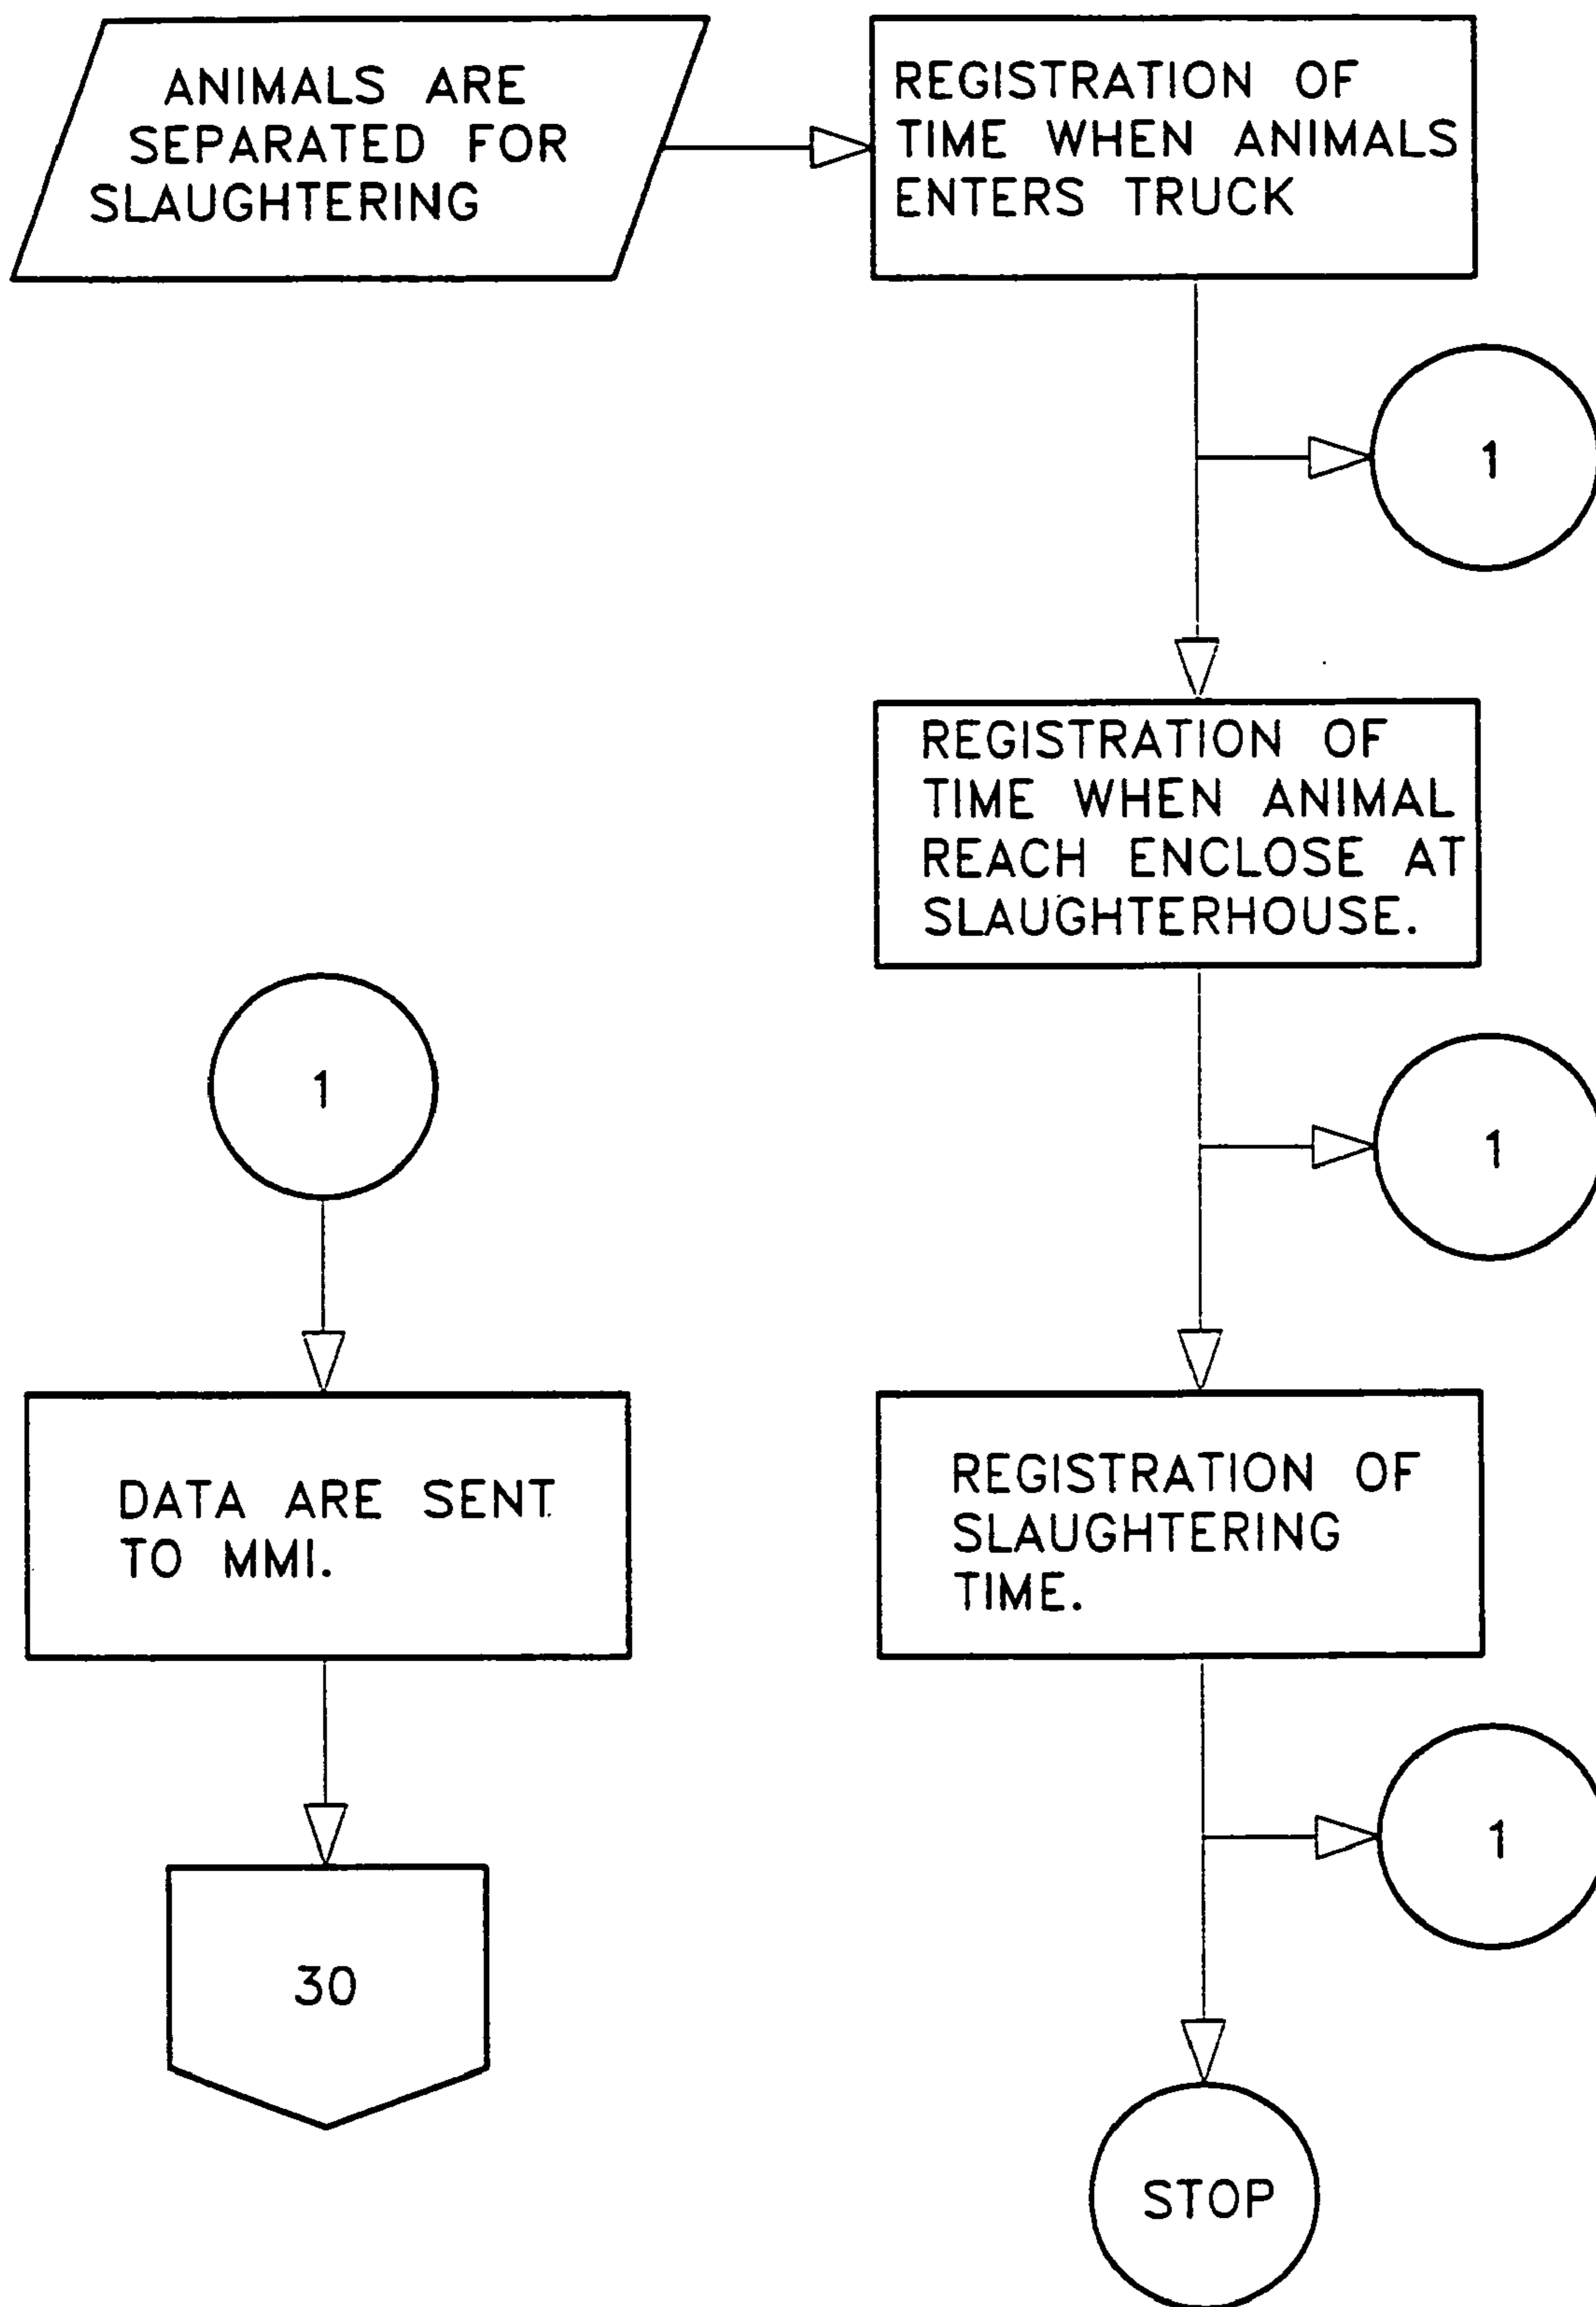 ANIMALS ARE
SEPARATED FOR
SLAUGHTERING
REGISTRATION OF
TIME WHEN ANIMALS
ENTERS TRUCK
1
REGISTRATION OF
TIME WHEN ANIMAL
REACH ENCLOSE AT
SLAUGHTERHOUSE.
1
1
DATA ARE SENT
TO MMI.
REGISTRATION OF
SLAUGHTERING
TIME.
1
30
STOP